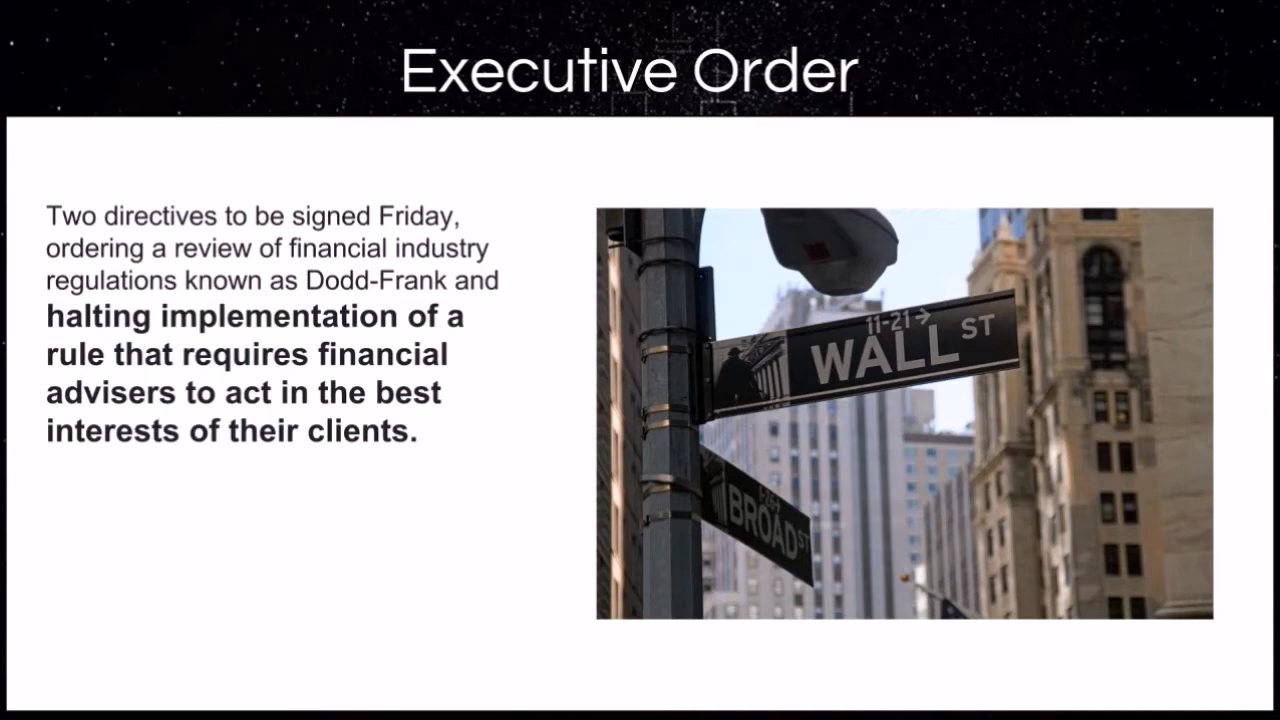 Executive Order
Two directives to be signed Friday,
ordering a review of financial industry
regulations known as Dodd-Frank and
halting implementation of a
rule that requires financial
advisers to act in the best
interests of their clients.
11-21→
WALL ST
BROAD ST